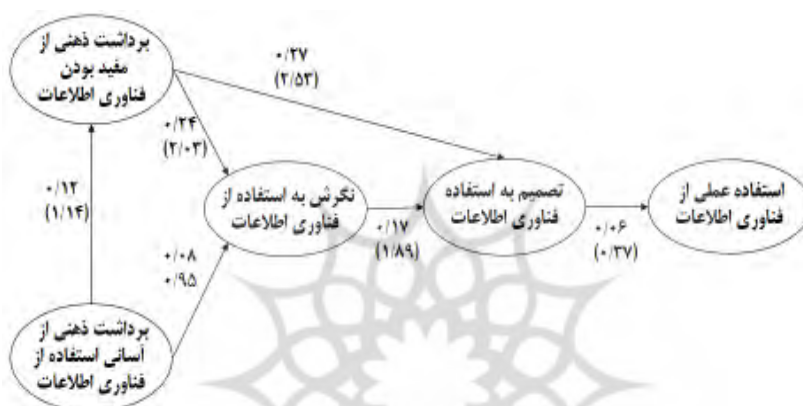 برداشت ذهنی از
مفید بودن
فناوری اطلاعات
۰/۲۷
(۲/۵۳)
۰/۲۴
(۲/۰۳)
۰/۱۲
(۱/۱۴)
نگرش به استفاده از
فناوری اطلاعات
تصمیم به استفاده
فناوری اطلاعات
استفاده عملی از
فناوری اطلاعات
۰/۱۷
(۱/۸۹)
۰/۰۶
(۰/۳۷)
۰/۰۸
۰/۹۵
برداشت ذهنی از
آسانی استفاده از
فناوری اطلاعات